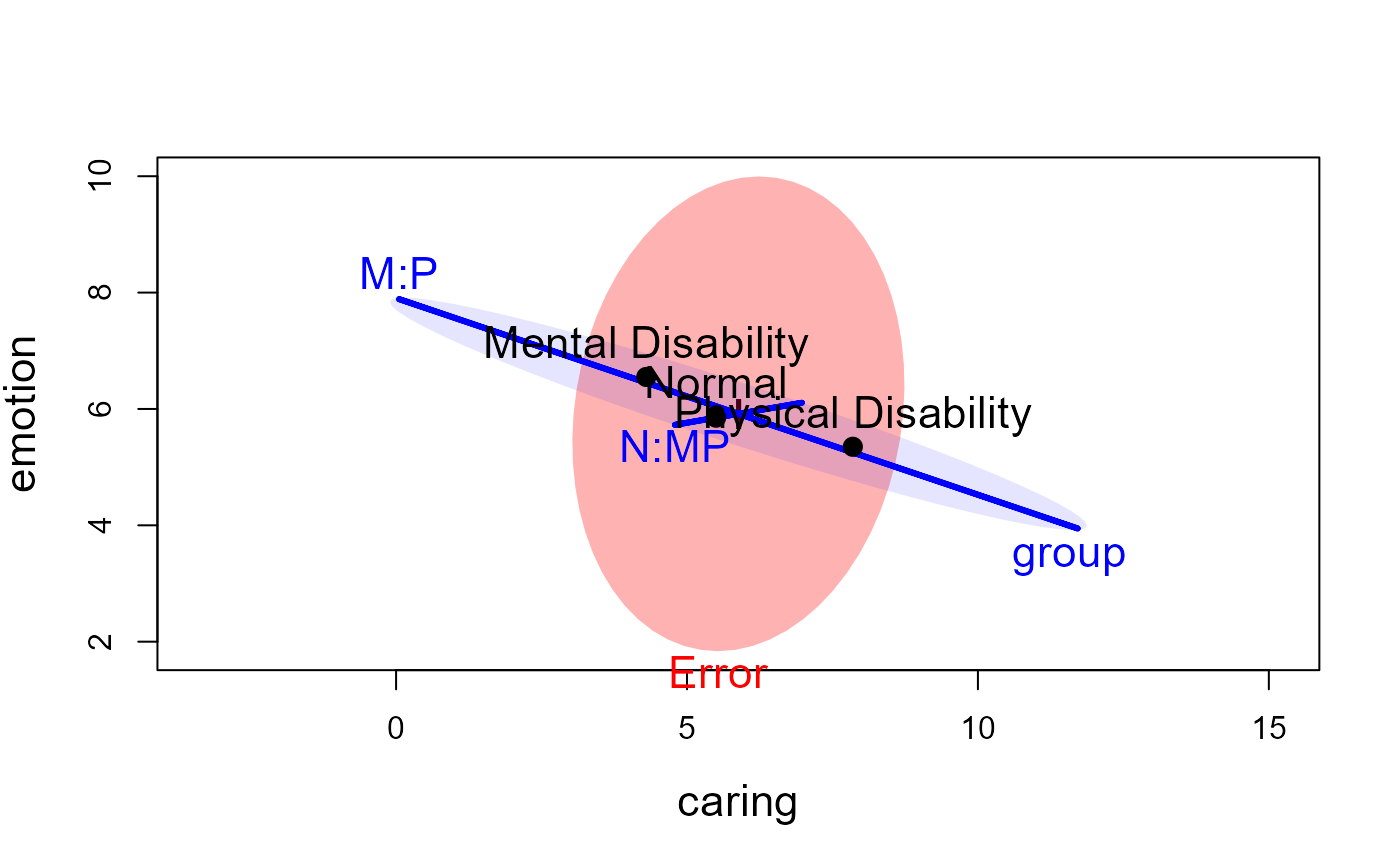 10
8
6
4
2
emotion
M:P
Mental Disability
Normal
Physical Disability
N:MP
group
Error
0 5 10 15
caring